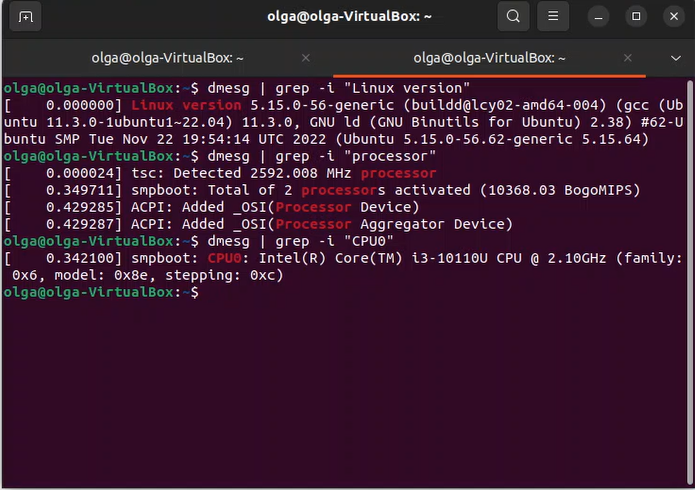 olga@olga-VirtualBox: ~
olga@olga-VirtualBox: ~
olga@olga-VirtualBox: ~
olga@olga-VirtualBox:~$ dmesg | grep -i "Linux version"
[    0.000000] Linux version 5.15.0-56-generic (buildd@lcy02-amd64-004) (gcc (Ub
untu 11.3.0-1ubuntu1~22.04) 11.3.0, GNU ld (GNU Binutils for Ubuntu) 2.38) #62-U
buntu SMP Tue Nov 22 19:54:14 UTC 2022 (Ubuntu 5.15.0-56.62-generic 5.15.64)
olga@olga-VirtualBox:~$ dmesg | grep -i "processor"
[    0.000024] tsc: Detected 2592.008 MHz processor
[    0.349711] smpboot: Total of 2 processors activated (10368.03 BogoMIPS)
[    0.429285] ACPI: Added _OSI(Processor Device)
[    0.429287] ACPI: Added _OSI(Processor Aggregator Device)
olga@olga-VirtualBox:~$ dmesg | grep -i "CPU0"
[    0.342100] smpboot: CPU0: Intel(R) Core(TM) i3-10110U CPU @ 2.10GHz (family:
 0x6, model: 0x8e, stepping: 0xc)
olga@olga-VirtualBox:~$